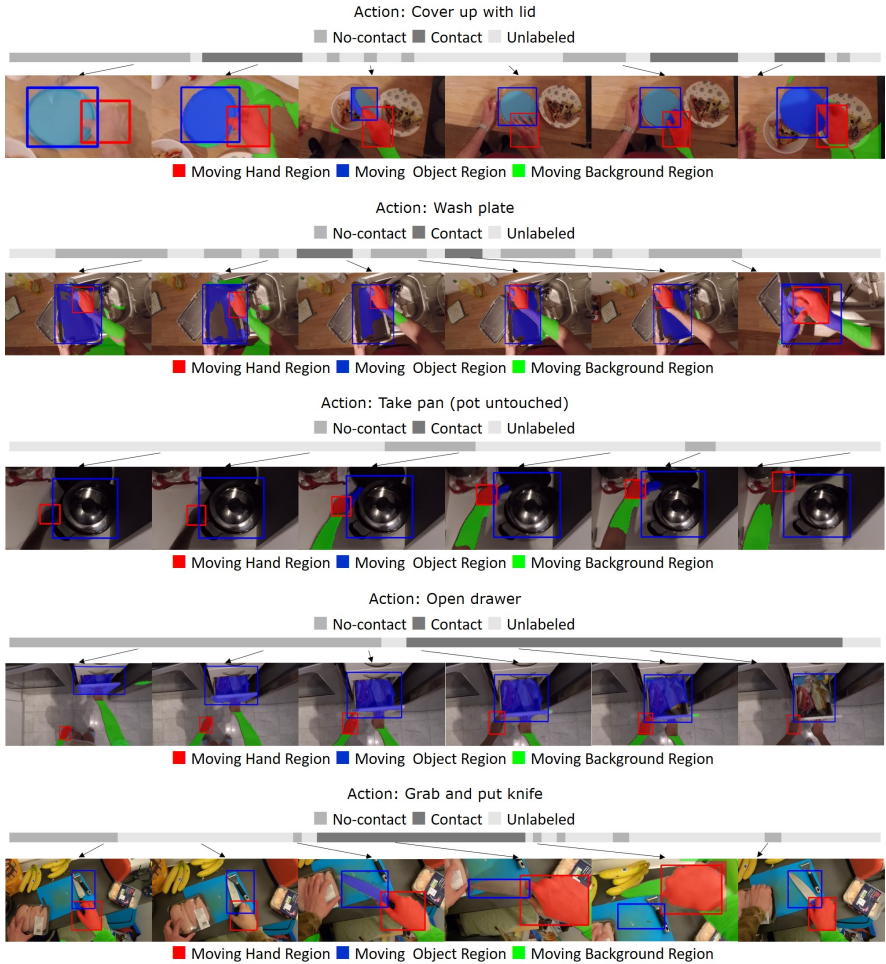 Action: Cover up with lid
No-contact Contact Unlabeled
Moving Hand Region Moving Object Region Moving Background Region
Action: Wash plate
No-contact Contact Unlabeled
Moving Hand Region Moving Object Region Moving Background Region
Action: Take pan (pot untouched)
No-contact Contact Unlabeled
Moving Hand Region Moving Object Region Moving Background Region
Action: Open drawer
No-contact Contact Unlabeled
Moving Hand Region Moving Object Region Moving Background Region
Action: Grab and put knife
No-contact Contact Unlabeled
Moving Hand Region Moving Object Region Moving Background Region